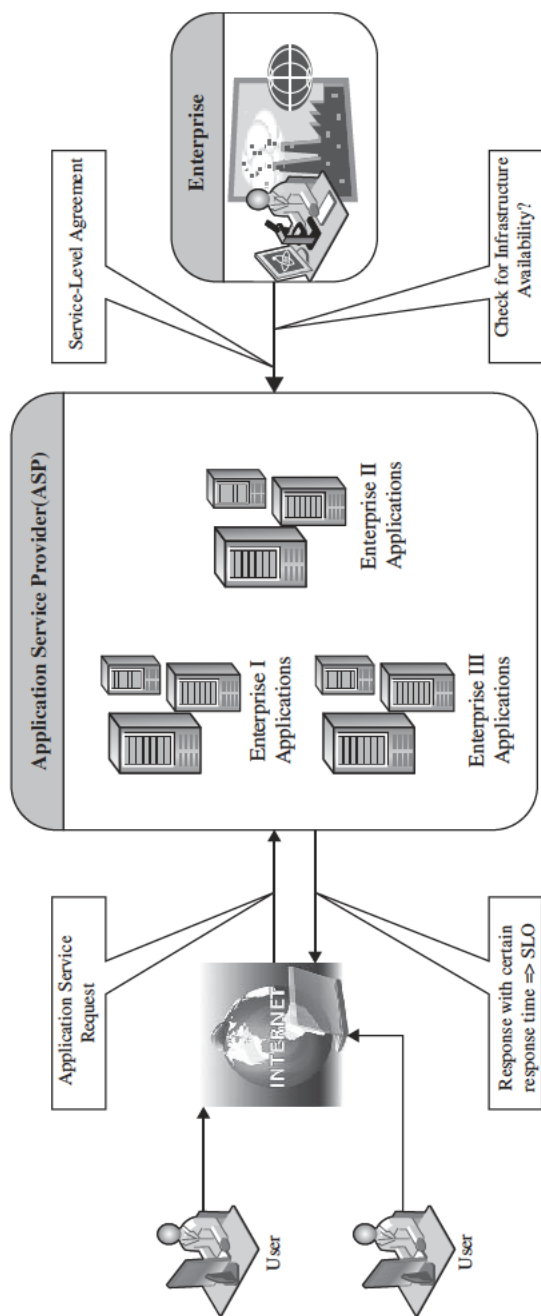 User
User
Application Service
Request
INTERNET
Response with certain
response time => SLO
Application Service Provider(ASP)
Enterprise I
Applications
Enterprise II
Applications
Enterprise III
Applications
Service-Level Agreement
Check for Infrastructure
Availability?
Enterprise